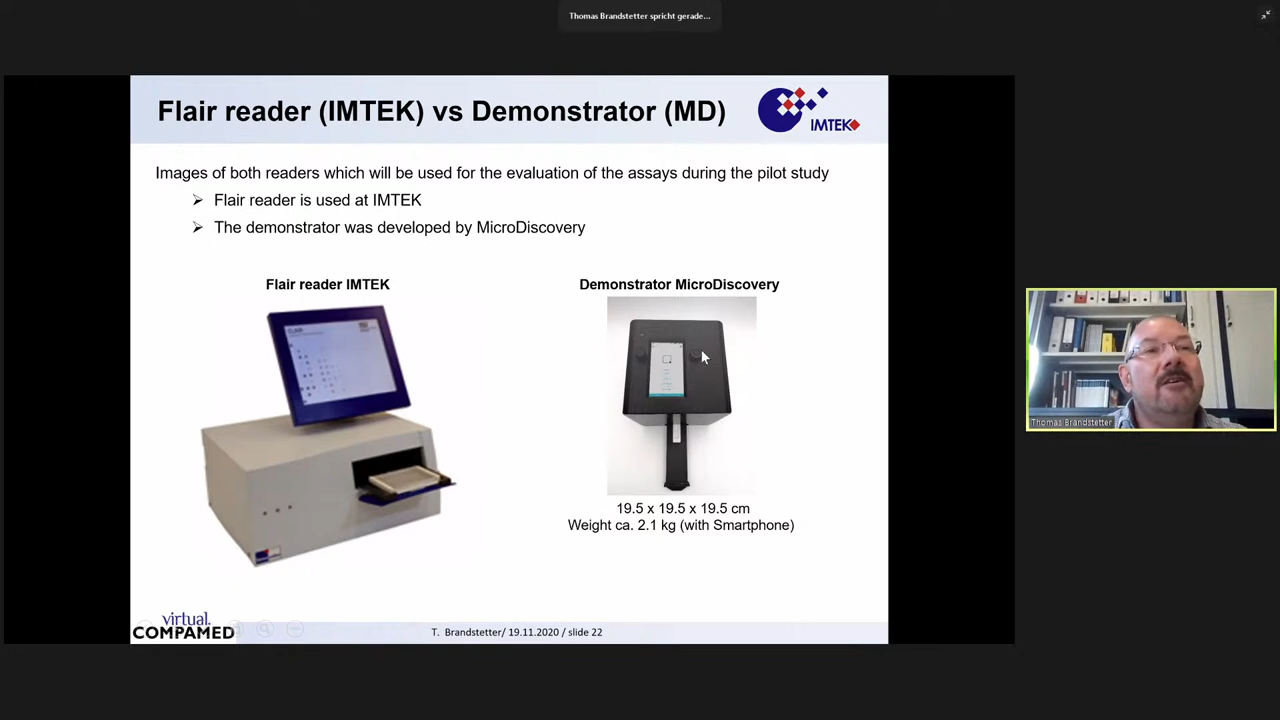 Thomas Brandstetter spricht gerade...
Flair reader (IMTEK) vs Demonstrator (MD)
IMTEK
Images of both readers which will be used for the evaluation of the assays during the pilot study
Flair reader is used at IMTEK
The demonstrator was developed by MicroDiscovery
Flair reader IMTEK
Demonstrator MicroDiscovery
FLAIR
19.5 x 19.5 x 19.5 cm
Weight ca. 2.1 kg (with Smartphone)
Thomas Brandstetter
virtual.
COMPAMED
T. Brandstetter/ 19.11.2020 / slide 22